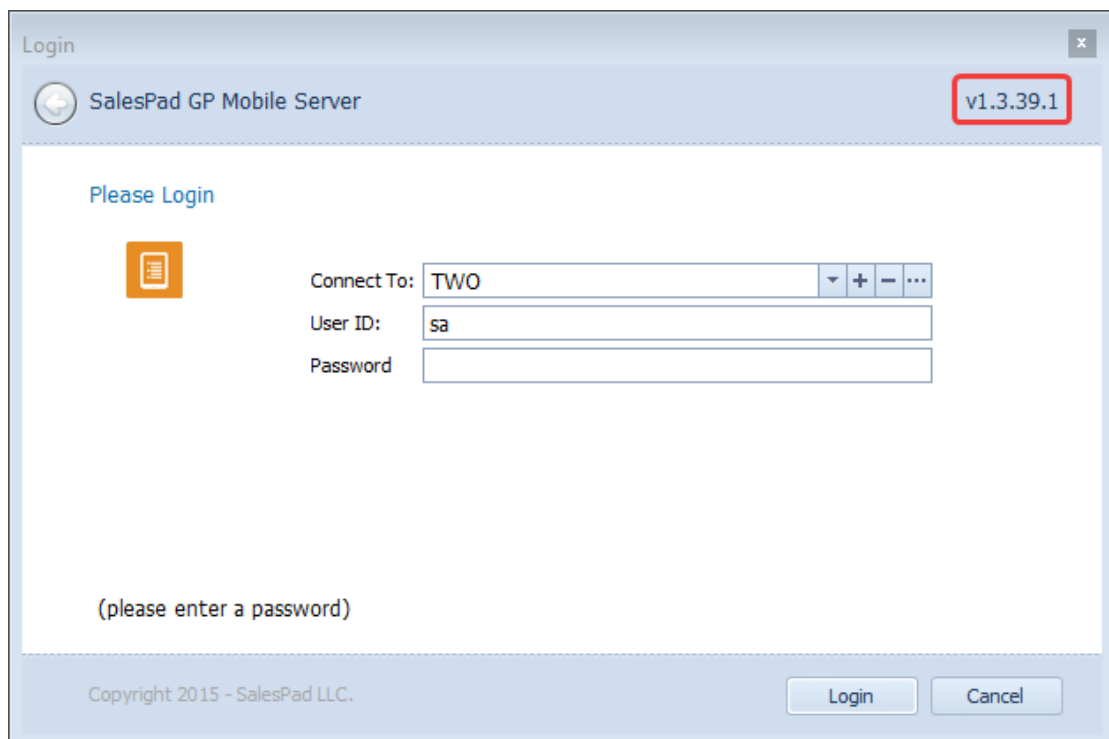 Login
SalesPad GP Mobile Server v1.3.39.1
Please Login
Connect To: TWO
User ID: sa
Password
(please enter a password)
Copyright 2015 - SalesPad LLC.
Login Cancel